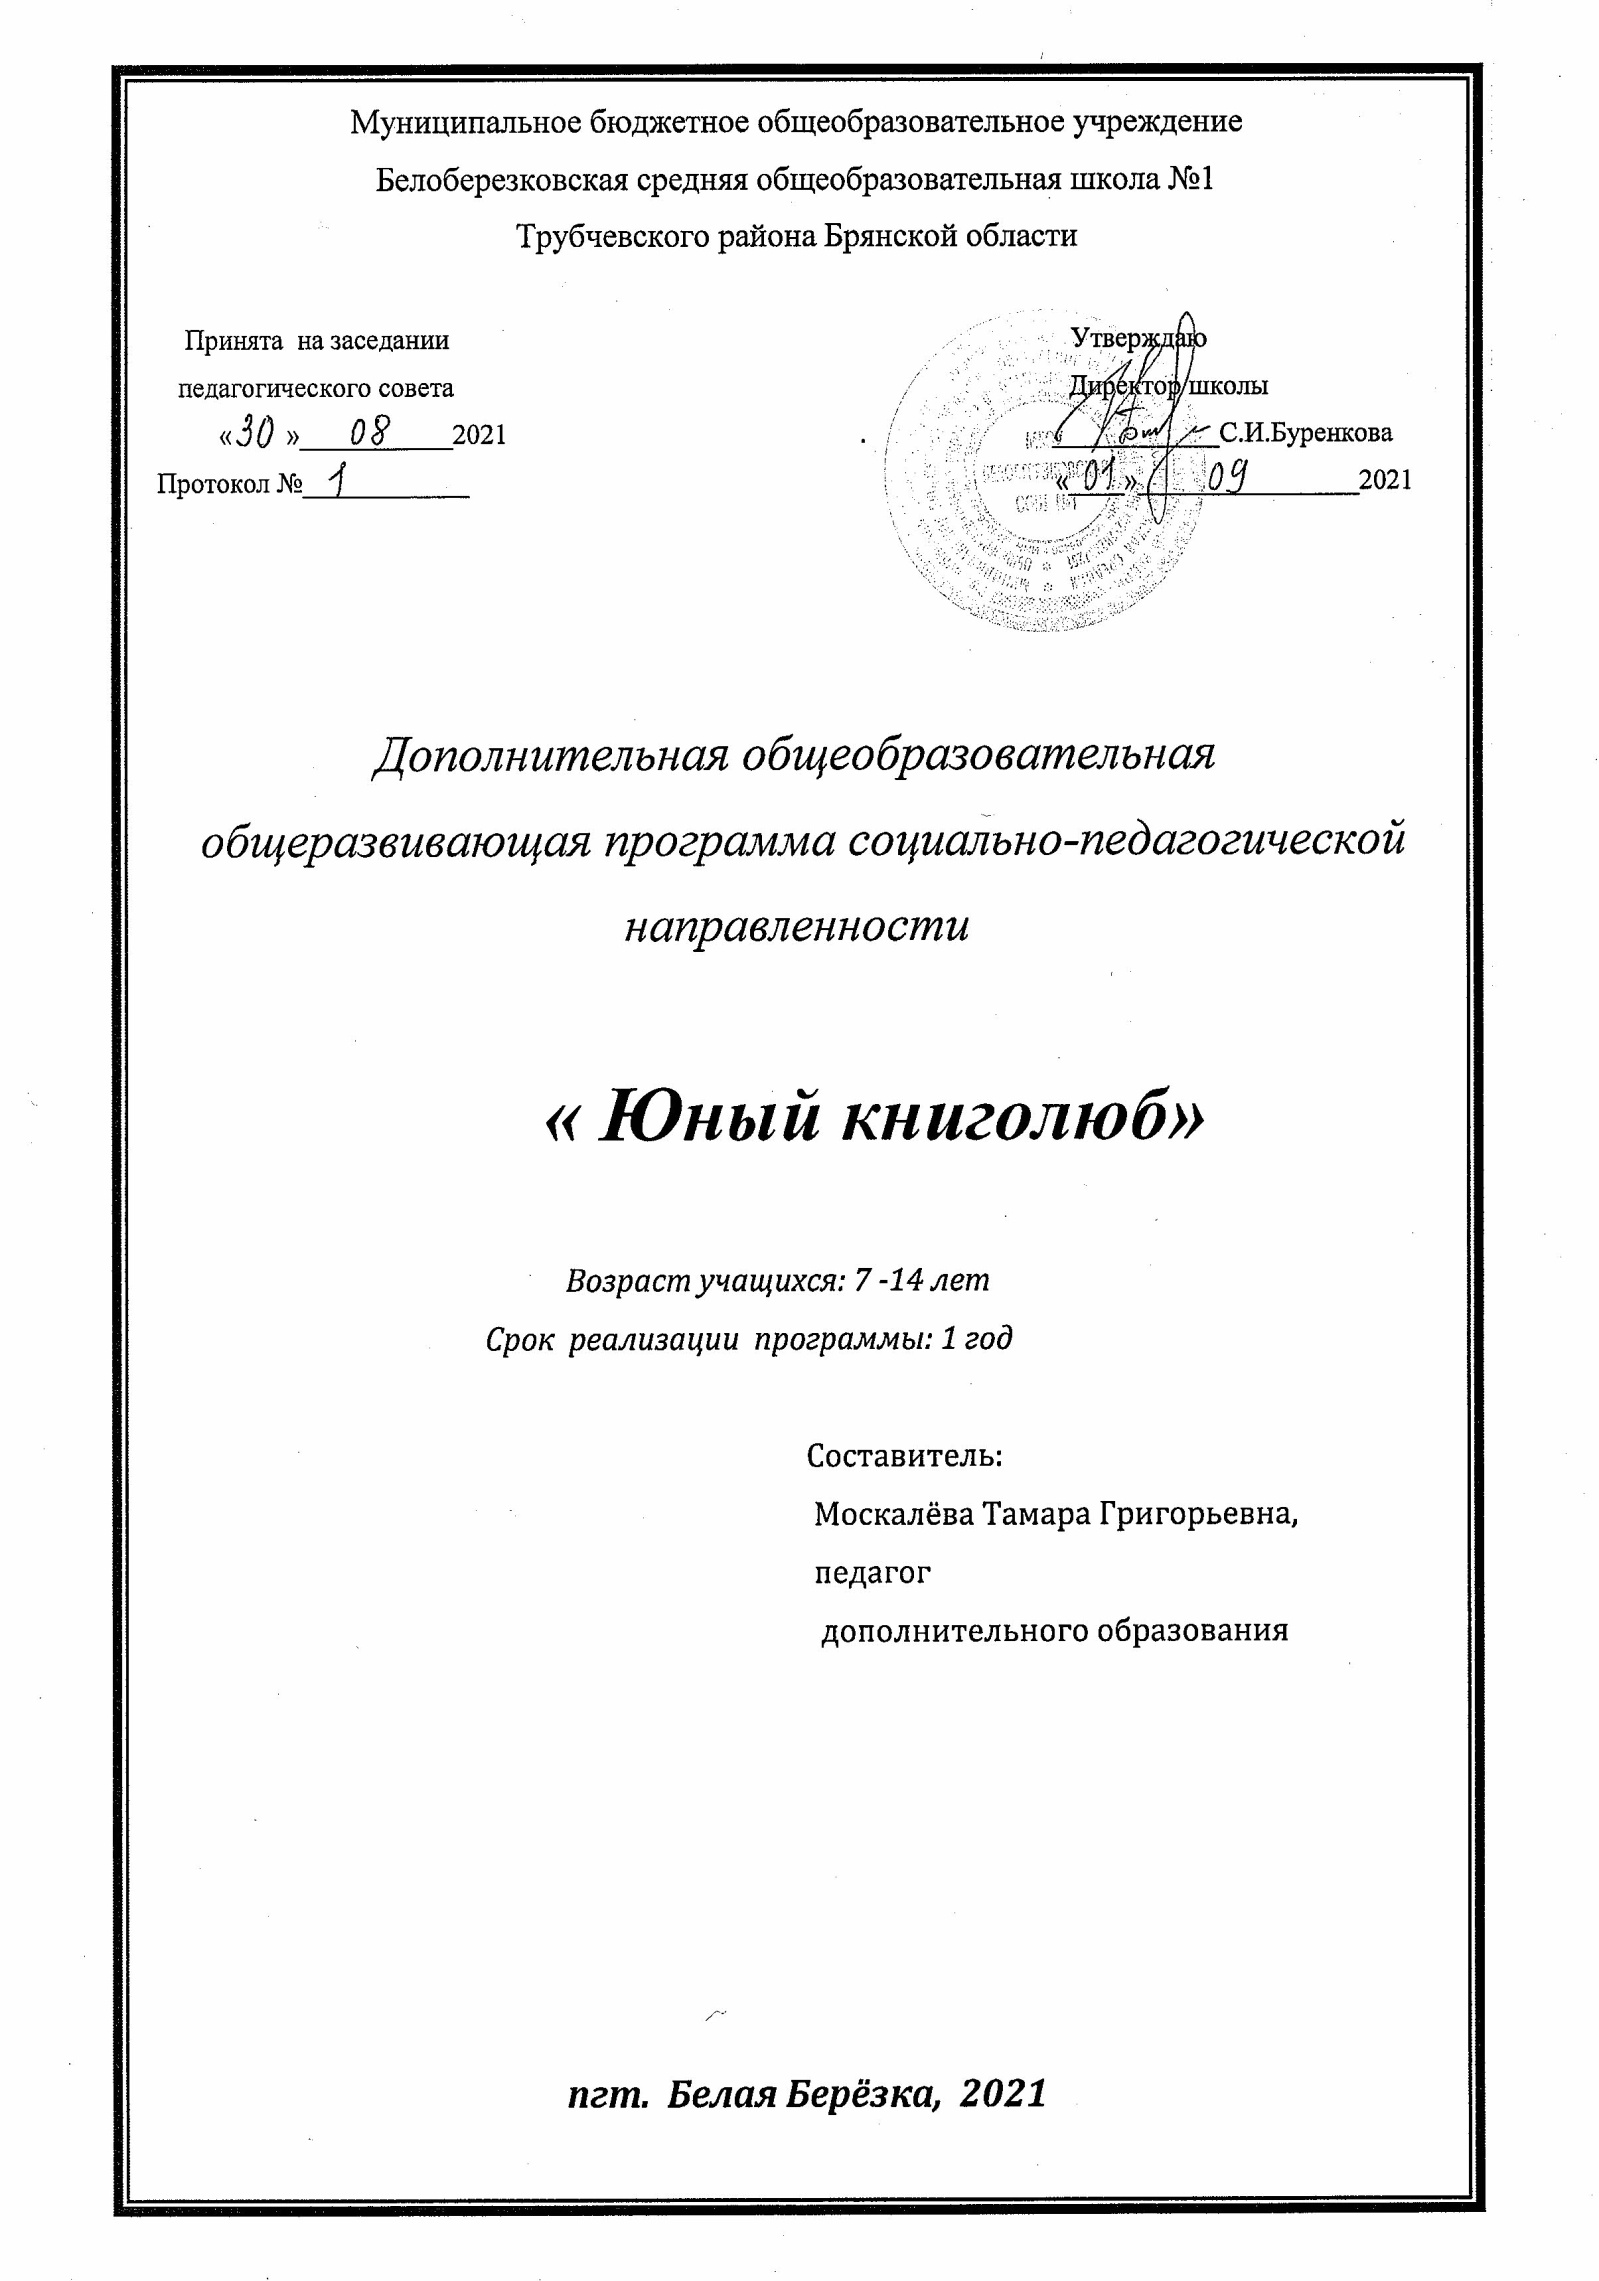 Муниципальное бюджетное общеобразовательное учреждение
Белоберезковская средняя общеобразовательная школа №1
Трубчевского района Брянской области
Принята на заседании
педагогического совета
«30 » 08 2021
Протокол № 1
Утверждаю
Директор школы
С.И.Буренкова
«01» 09 2021
Дополнительная общеобразовательная
общеразвивающая программа социально-педагогической
направленности
« Юный книголюб»
Возраст учащихся: 7 -14 лет
Срок реализации программы: 1 год
Составитель:
Москалёва Тамара Григорьевна,
педагог
дополнительного образования
пгт. Белая Берёзка, 2021